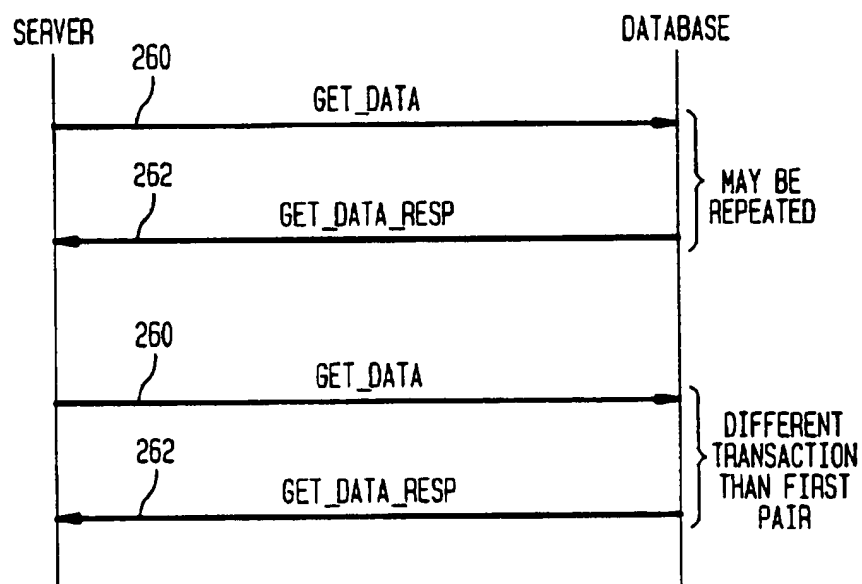 SERVER
DATABASE
260
GET_DATA
262
GET_DATA_RESP
MAY BE
REPEATED
260
GET_DATA
262
GET_DATA_RESP
DIFFERENT
TRANSACTION
THAN FIRST
PAIR